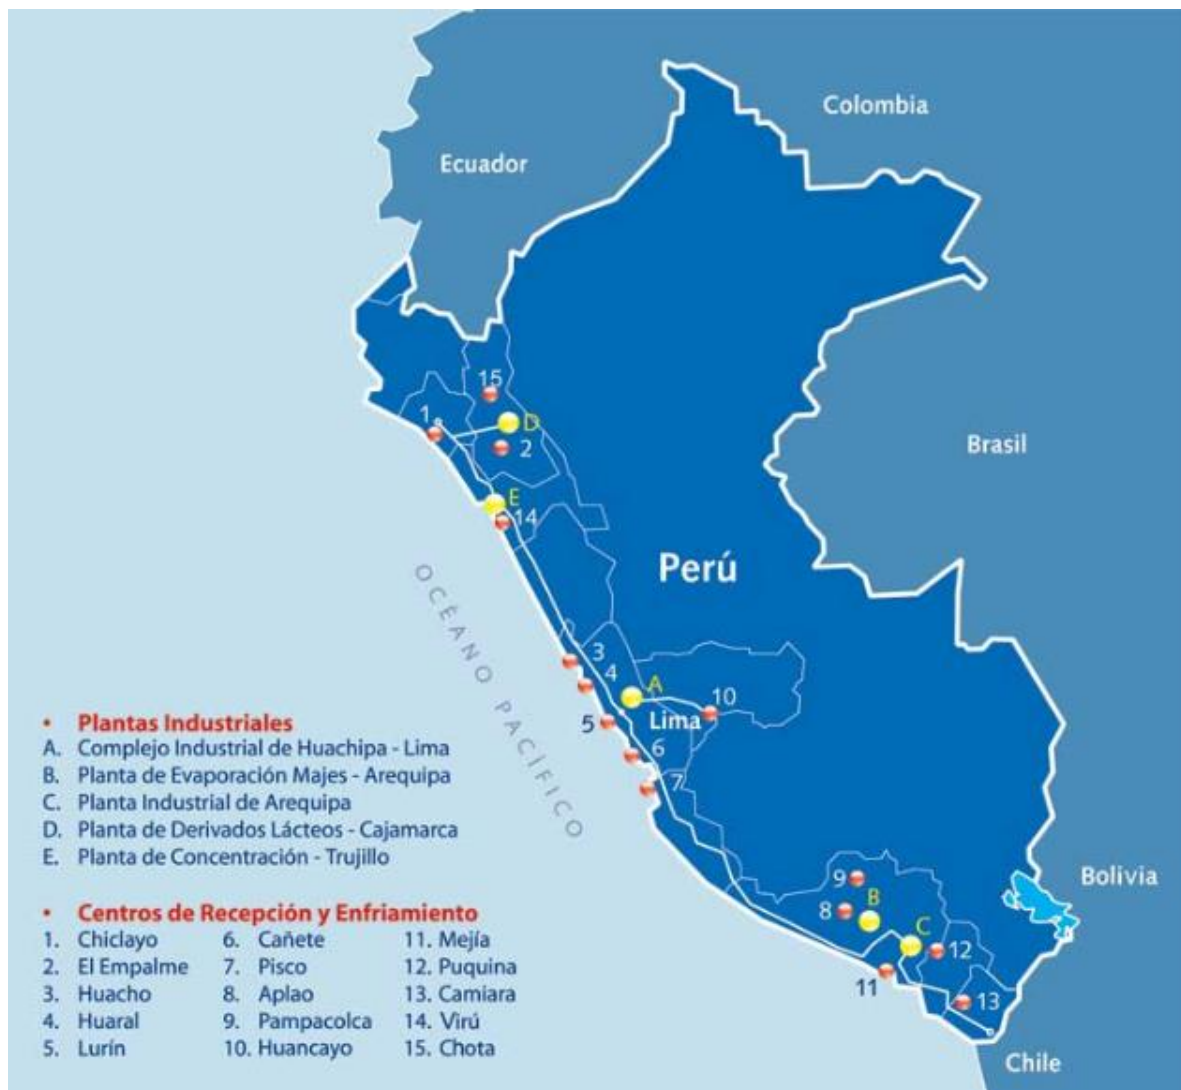 Colombia
Ecuador
15
1
D
2
Brasil
E
14
Perú
OCÉANO PACÍFICO
3
4
A
10
5
Lima
6
7
• Plantas Industriales
A. Complejo Industrial de Huachipa - Lima
B. Planta de Evaporación Majes - Arequipa
C. Planta Industrial de Arequipa
D. Planta de Derivados Lácteos - Cajamarca
E. Planta de Concentración - Trujillo
9
Bolivia
B
8
C
12
11
13
Chile
• Centros de Recepción y Enfriamiento
1. Chiclayo 6. Cañete 11. Mejía
2. El Empalme 7. Pisco 12. Puquina
3. Huacho 8. Aplao 13. Camiara
4. Huaral 9. Pampacolca 14. Virú
5. Lurín 10. Huancayo 15. Chota